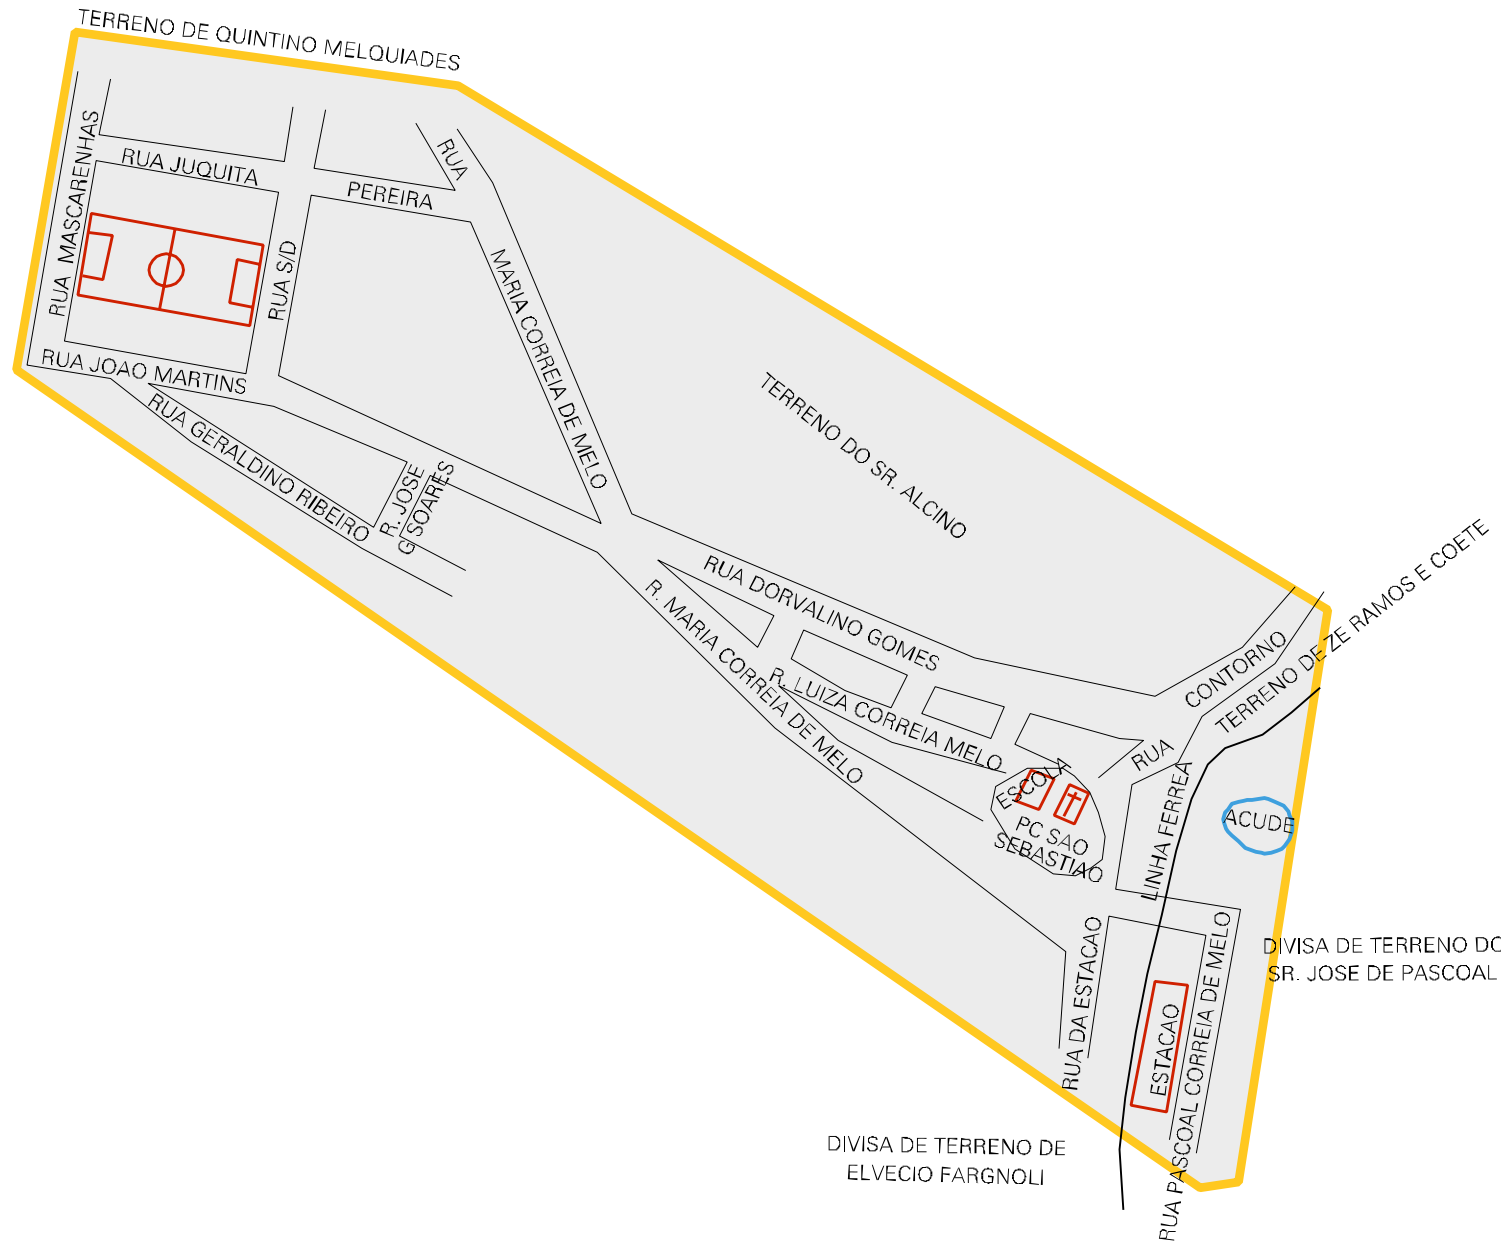 TERRENO DE QUINTINO MELQUIADES
RUA MASCARENHAS
RUA JUQUITA
PEREIRA
RUA
MARIA CORREIA DE MELO
RUA S/D
RUA JOAO MARTINS
RUA GERALDINO RIBEIRO
R. JOSE
G SOARES
TERRENO DO SR. ALCINO
RUA DORVALINO GOMES
R. MARIA CORREIA DE MELO
R. LUIZA CORREIA MELO
CONTORNO
RUA
TERRENO DE ZE RAMOS E COETE
ESCOLA
PC SAO
SEBASTIAO
LINHA FERREA
ACUDE
RUA DA ESTACAO
ESTACAO
RUA PASCOAL CORREIA DE MELO
DIVISA DE TERRENO DO
SR. JOSE DE PASCOAL
DIVISA DE TERRENO DE
ELVECIO FARGNOLI